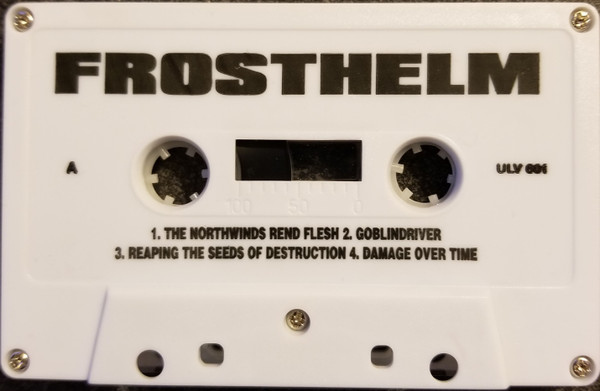 FROSTHELM
A
ULV 001
100 50 0
1. THE NORTHWINDS REND FLESH 2. GOBLINDRIVER
3. REAPING THE SEEDS OF DESTRUCTION 4. DAMAGE OVER TIME